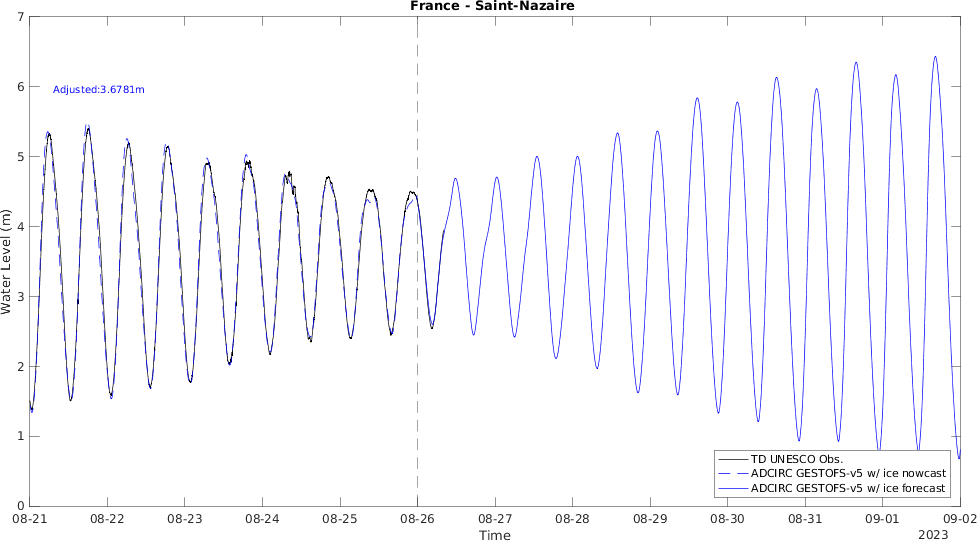 France - Saint-Nazaire
Water Level (m)
7
6
5
4
3
2
1
0
Adjusted:3.6781m
TD UNESCO Obs.
ADCIRC GESTOFS-v5 w/ ice nowcast
ADCIRC GESTOFS-v5 w/ ice forecast
08-21 08-22 08-23 08-24 08-25 08-26 08-27 08-28 08-29 08-30 08-31 09-01 09-02
Time
2023